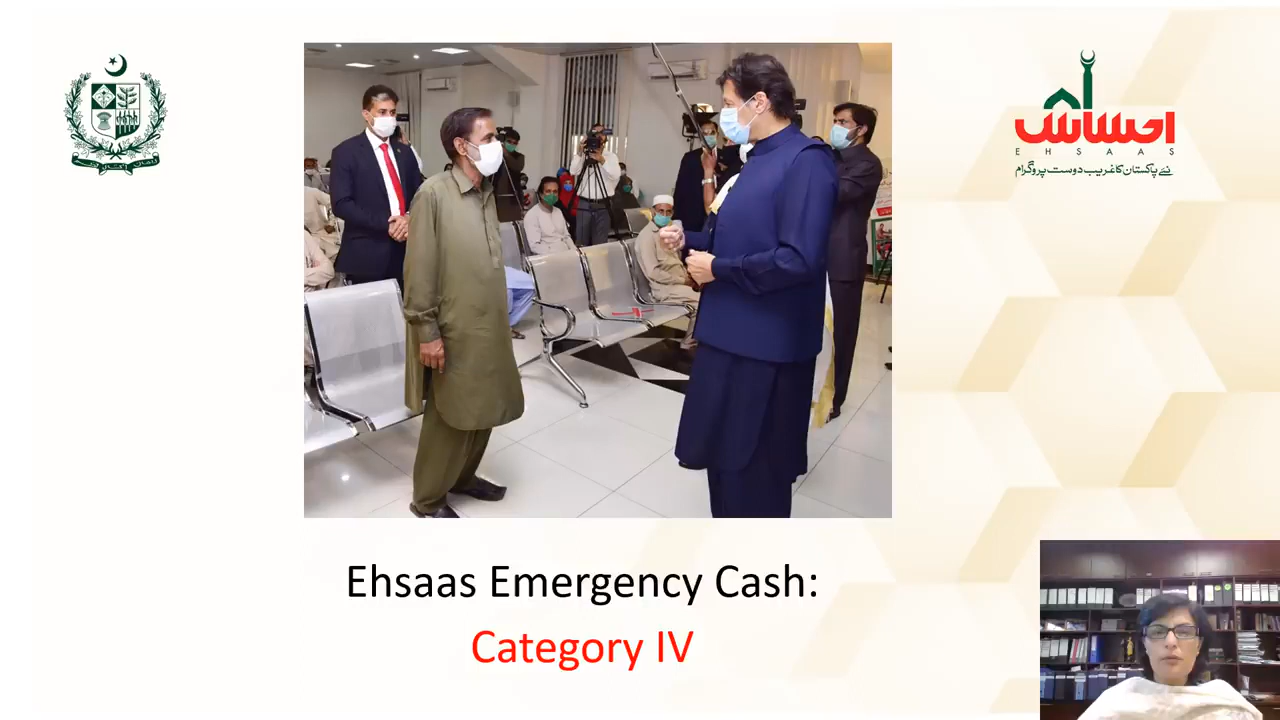 احساس
EHSAAS
نئے پاکستان کا غریب دوست پروگرام
Ehsaas Emergency Cash:
Category IV